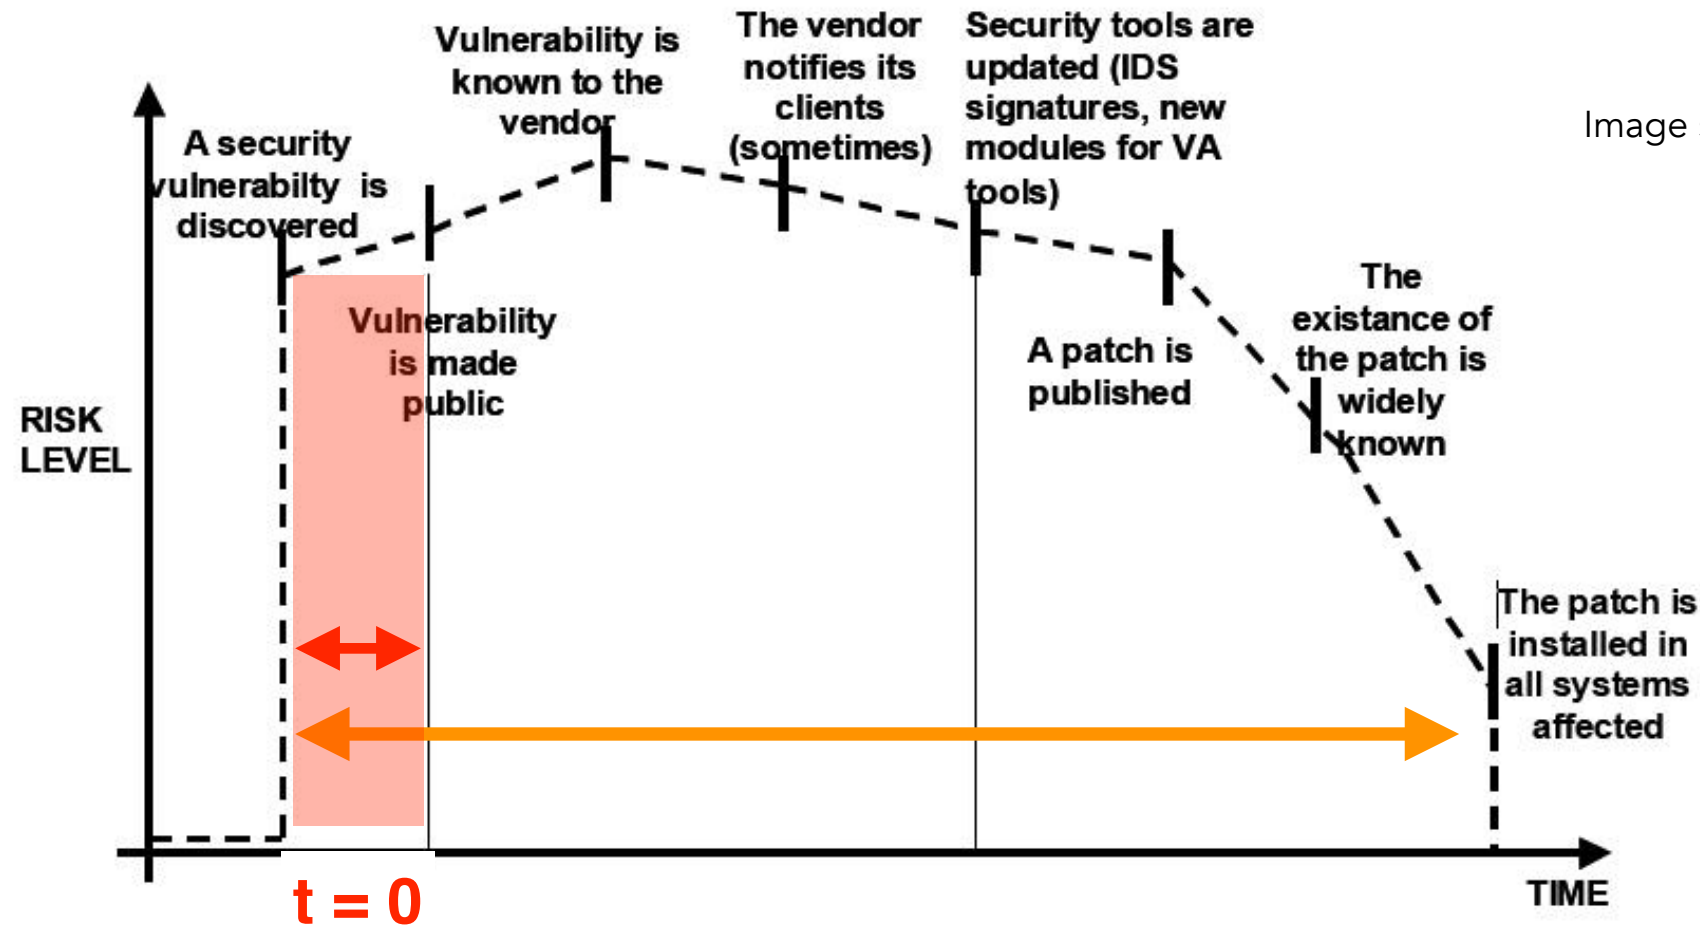 A security
vulnerabilty is
discovered
Vulnerability is
known to the
vendor
The vendor
notifies its
clients
(sometimes)
Security tools are
updated (IDS
signatures, new
modules for VA
tools)
Image
Vulnerability
is made
public
A patch is
published
The
existance of
the patch is
widely
known
RISK
LEVEL
The patch is
installed in
all systems
affected
t = 0
TIME